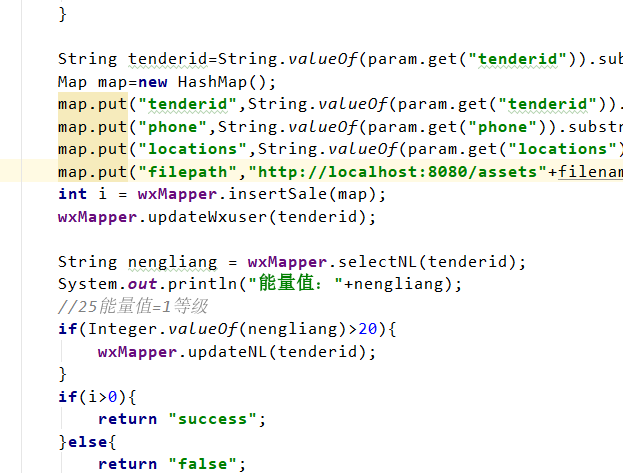 }
String tenderid=String.valueOf(param.get("tenderid")).sub
Map map=new HashMap();
map.put("tenderid",String.valueOf(param.get("tenderid")).
map.put("phone",String.valueOf(param.get("phone")).substr
map.put("locations",String.valueOf(param.get("locations")
map.put("filepath","http://localhost:8080/assets"+filenam
int i = wxMapper.insertSale(map);
wxMapper.updateWxuser(tenderid);
String nengliang = wxMapper.selectNL(tenderid);
System.out.println("能量值："+nengliang);
//25能量值=1等级
if(Integer.valueOf(nengliang)>20){
wxMapper.updateNL(tenderid);
}
if(i>0){
return "success";
}else{
return "false";